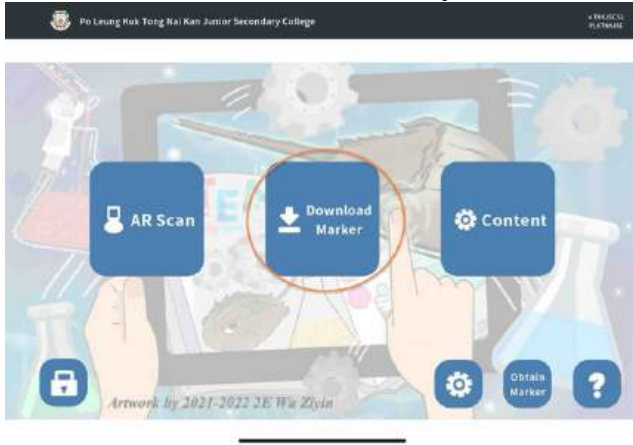 Po Leung Kuk Tong Nai Kan Junior Secondary College
AR Scan
Download
Marker
Content
Obtain
Marker
?
Artwork by 2021-2022 2E Wu Ziyin